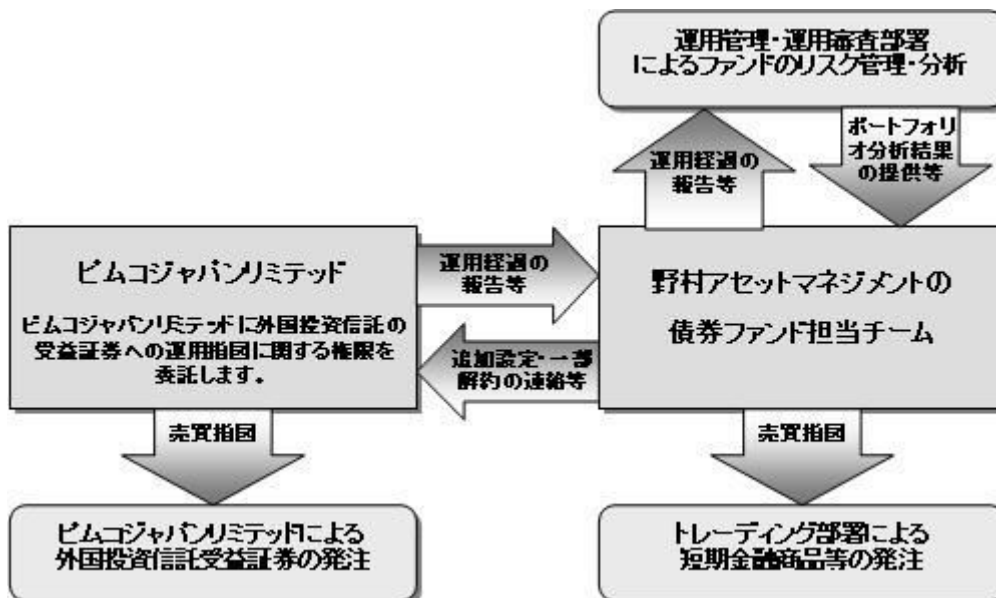 運用管理・運用審査部署
によるファンドのリスク管理・分析
運用経過の
報告等
ポートフォリ
オ分析結果
の提供等
ピムコジャパンリミテッド
ピムコジャパンリミテッドに外国投資信託の
受益証券への運用指図に関する権限を
委託します。
運用経過の
報告等
追加設定・一部
解約の連絡等
野村アセットマネジメントの
債券ファンド担当チーム
売買指図
売買指図
ピムコジャパンリミテッドによる
外国投資信託受益証券の発注
トレーディング部署による
短期金融商品等の発注